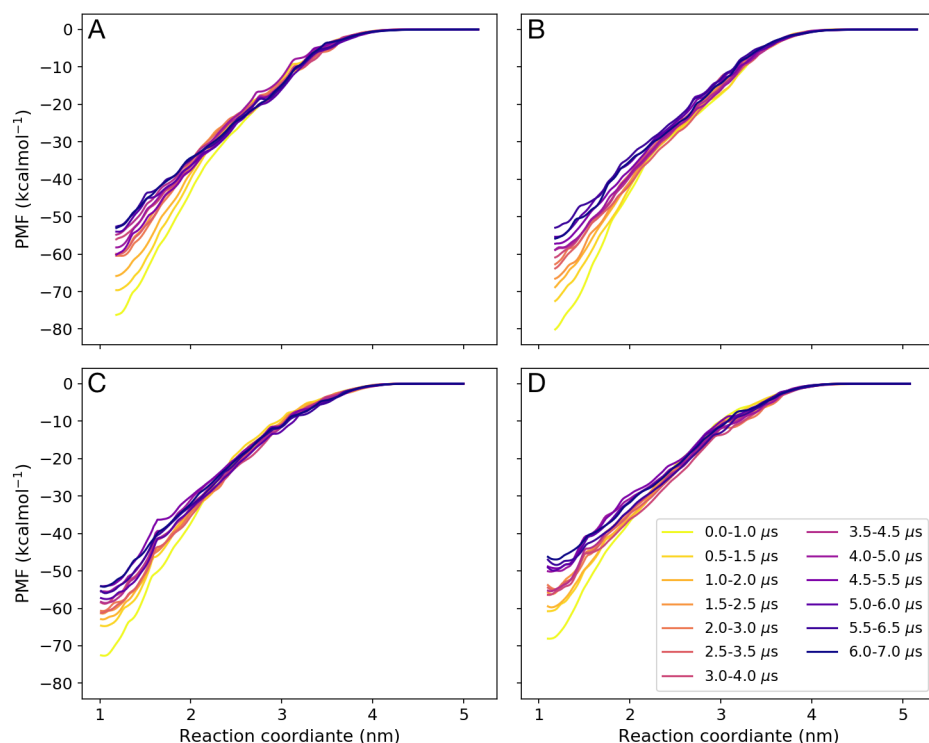 A
B
0
−10
−20
−30
−40
−50
−60
−70
−80
PMF (kcalmol⁻¹)
C
D
0
−10
−20
−30
−40
−50
−60
−70
−80
PMF (kcalmol⁻¹)
0.0-1.0 μs
0.5-1.5 μs
1.0-2.0 μs
1.5-2.5 μs
2.0-3.0 μs
2.5-3.5 μs
3.0-4.0 μs
3.5-4.5 μs
4.0-5.0 μs
4.5-5.5 μs
5.0-6.0 μs
5.5-6.5 μs
6.0-7.0 μs
1 2 3 4 5
1 2 3 4 5
Reaction coordiante (nm)
Reaction coordiante (nm)